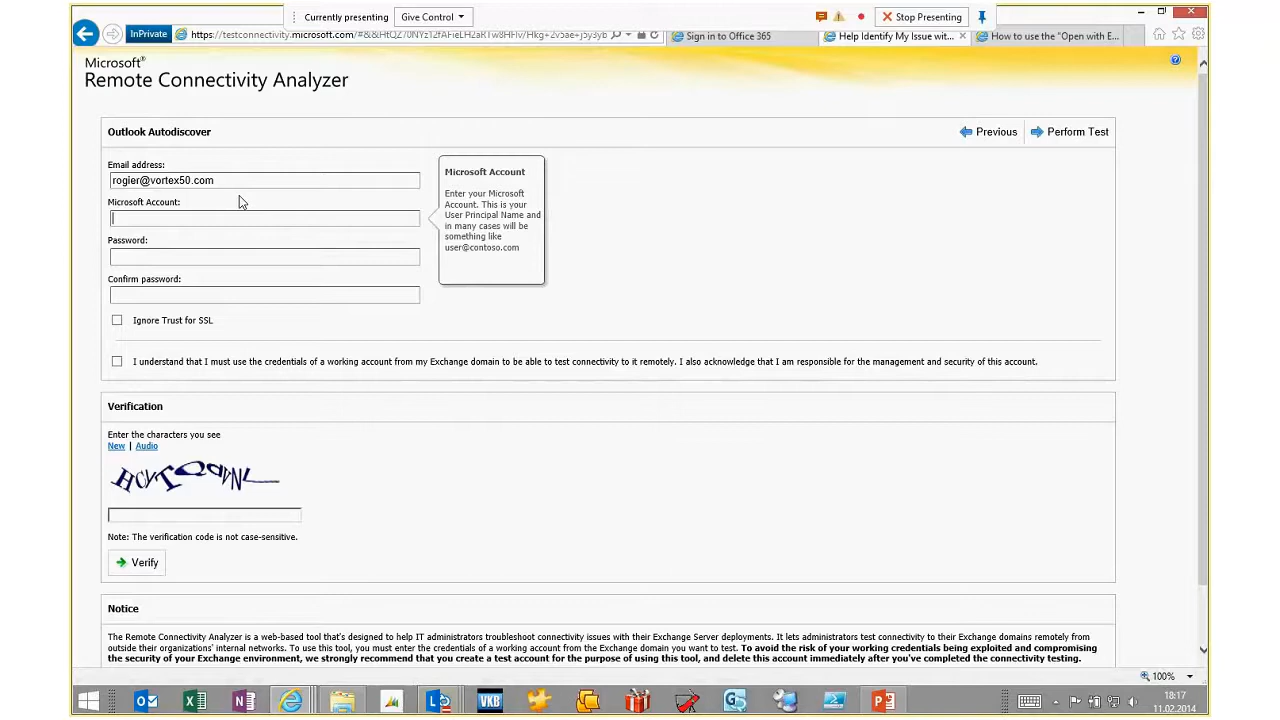 Currently presenting
Give Control
Stop Presenting
InPrivate
Sign in to Office 365
Help Identify My Issue wit...
How to use the "Open with E...
Microsoft®
Remote Connectivity Analyzer
Outlook Autodiscover
Previous
Perform Test
Email address:
rogier@vortex50.com
Microsoft Account:
Password:
Confirm password:
Microsoft Account
Enter your Microsoft
Account. This is your
User Principal Name and
in many cases will be
something like
user@contoso.com
Ignore Trust for SSL
I understand that I must use the credentials of a working account from my Exchange domain to be able to test connectivity to it remotely. I also acknowledge that I am responsible for the management and security of this account.
Verification
Enter the characters you see
New | Audio
Note: The verification code is not case-sensitive.
Verify
Notice
The Remote Connectivity Analyzer is a web-based tool that's designed to help IT administrators troubleshoot connectivity issues with their Exchange Server deployments. It lets administrators test connectivity to their Exchange domains remotely from
outside their organizations' internal networks. To use this tool, you must enter the credentials of a working account from the Exchange domain you want to test. To avoid the risk of your working credentials being exploited and compromising
the security of your Exchange environment, we strongly recommend that you create a test account for the purpose of using this tool, and delete this account immediately after you've completed the connectivity testing.
100%
VKB
18:17
11.02.2014